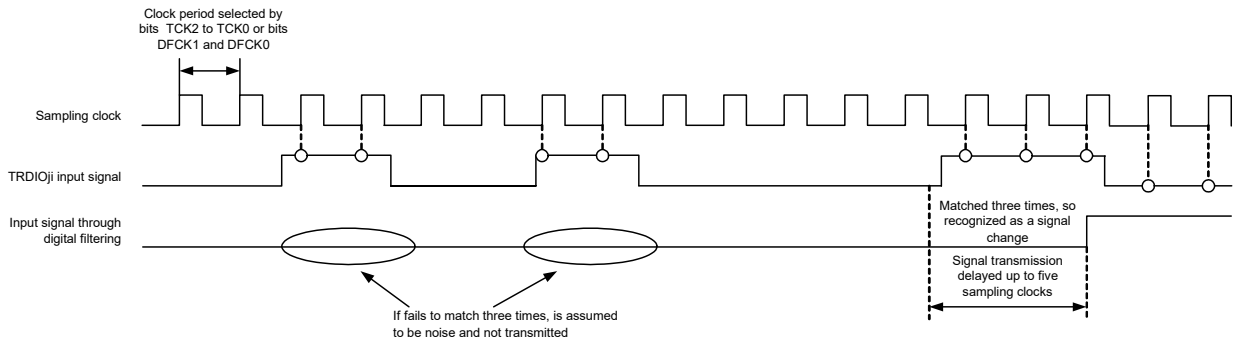 Clock period selected by
bits TCK2 to TCK0 or bits
DFCK1 and DFCK0
Sampling clock
TRDIOji input signal
Input signal through
digital filtering
Matched three times, so
recognized as a signal
change
Signal transmission
delayed up to five
sampling clocks
If fails to match three times, is assumed
to be noise and not transmitted